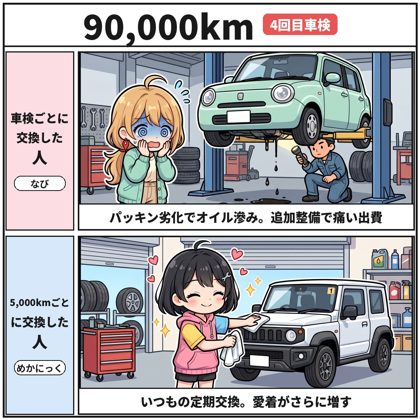 90,000km 4回目車検
車検ごとに
交換した
人
なび
パッキン劣化でオイル滲み。追加整備で痛い出費
5,000kmごと
に交換した
人
めかにっく
いつもの定期交換。愛着がさらに増す